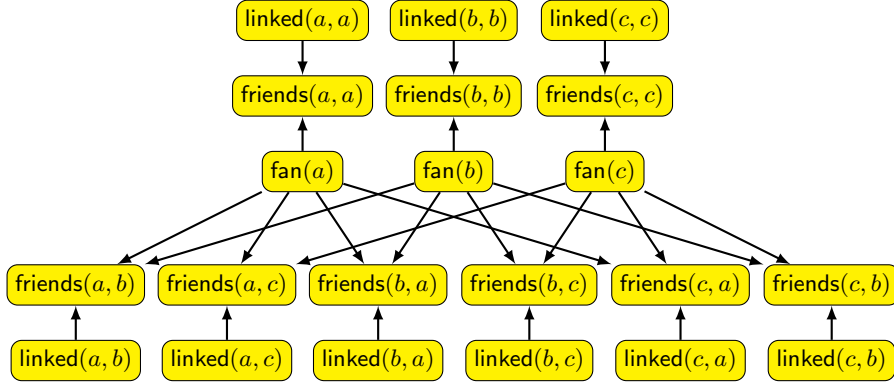 linked(a, a) linked(b, b) linked(c, c)
friends(a, a) friends(b, b) friends(c, c)
fan(a) fan(b) fan(c)
friends(a, b) friends(a, c) friends(b, a) friends(b, c) friends(c, a) friends(c, b)
linked(a, b) linked(a, c) linked(b, a) linked(b, c) linked(c, a) linked(c, b)